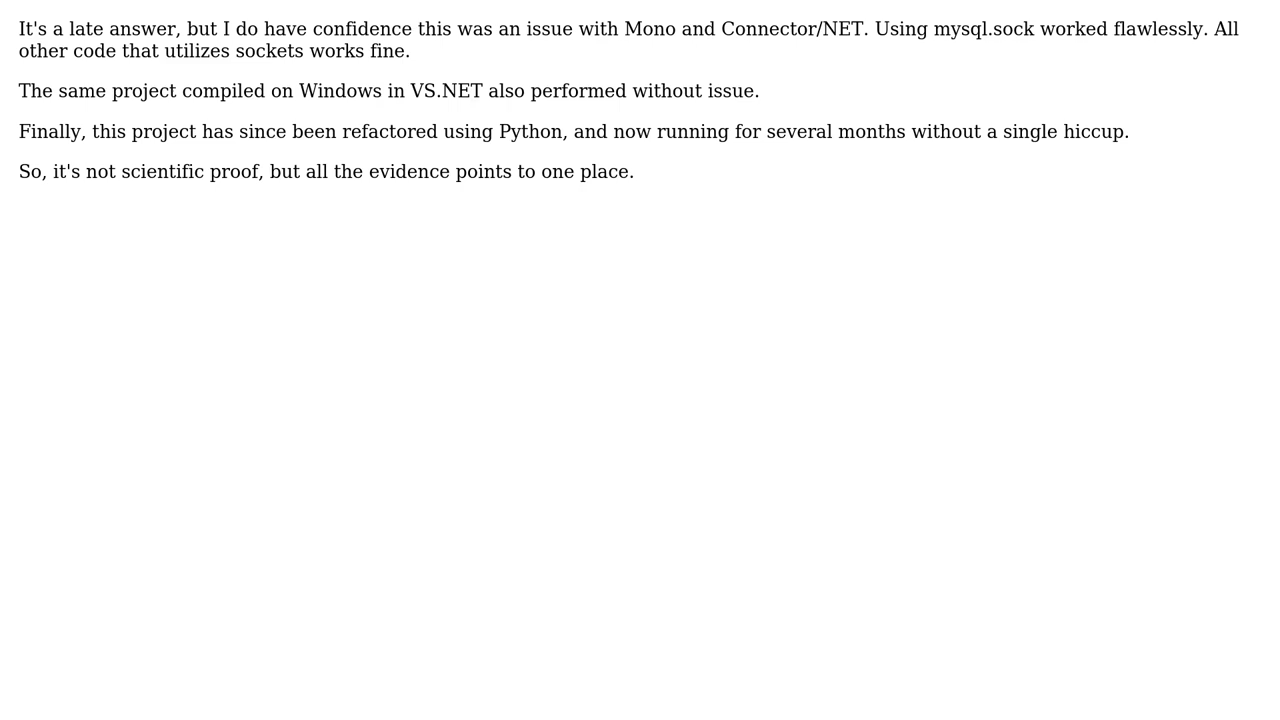 It's a late answer, but I do have confidence this was an issue with Mono and Connector/NET. Using mysql.sock worked flawlessly. All
other code that utilizes sockets works fine.
The same project compiled on Windows in VS.NET also performed without issue.
Finally, this project has since been refactored using Python, and now running for several months without a single hiccup.
So, it's not scientific proof, but all the evidence points to one place.